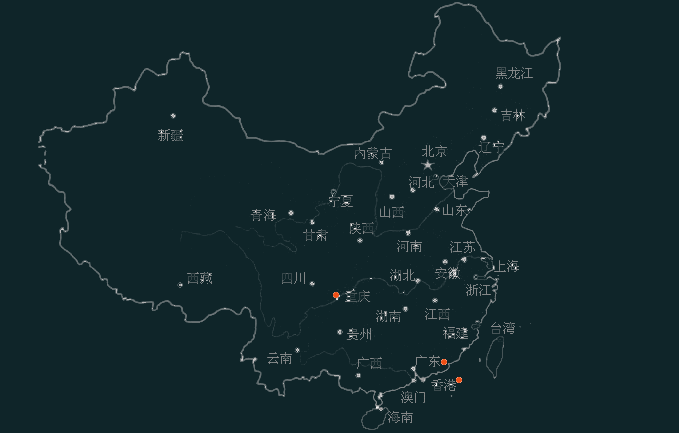 黑龙江
吉林
新疆
辽宁
北京
内蒙古
河北
天津
宁夏
山西
山东
青海
甘肃
陕西
河南
江苏
上海
安徽
湖北
西藏
四川
浙江
重庆
湖南
江西
贵州
福建
台湾
云南
广西
广东
香港
澳门
海南